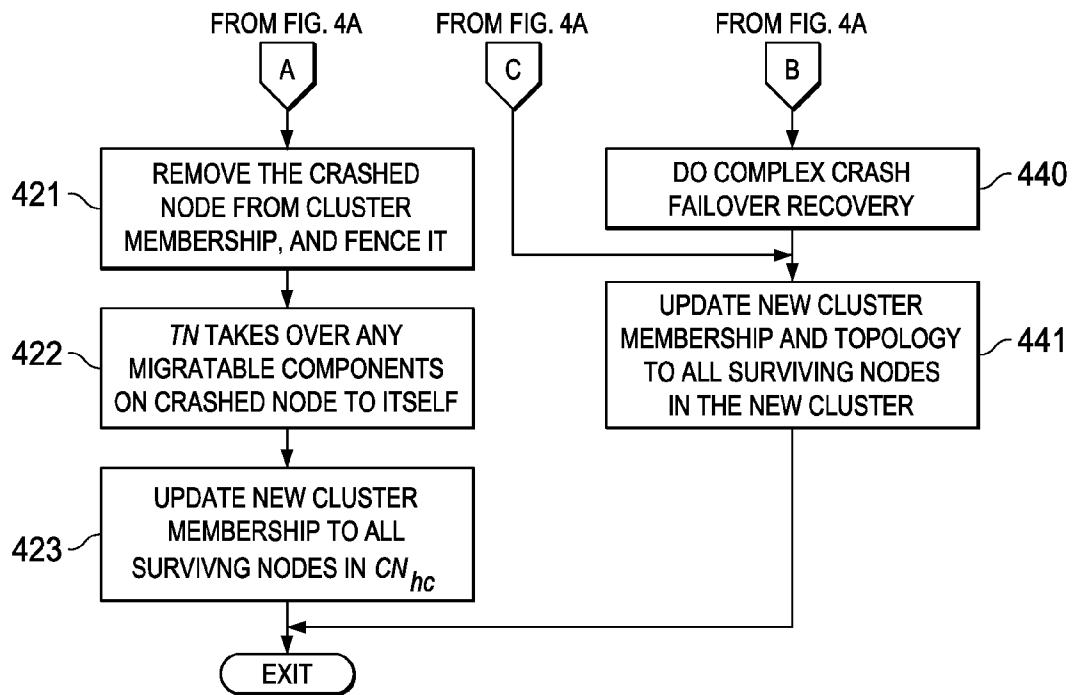 FROM FIG. 4A
FROM FIG. 4A
FROM FIG. 4A
A
C
B
421
REMOVE THE CRASHED
NODE FROM CLUSTER
MEMBERSHIP, AND FENCE IT
DO COMPLEX CRASH
FAILOVER RECOVERY
440
422
TN TAKES OVER ANY
MIGRATABLE COMPONENTS
ON CRASHED NODE TO ITSELF
UPDATE NEW CLUSTER
MEMBERSHIP AND TOPOLOGY
TO ALL SURVIVING NODES
IN THE NEW CLUSTER
441
423
UPDATE NEW CLUSTER
MEMBERSHIP TO ALL
SURVIVNG NODES IN CNhc
EXIT